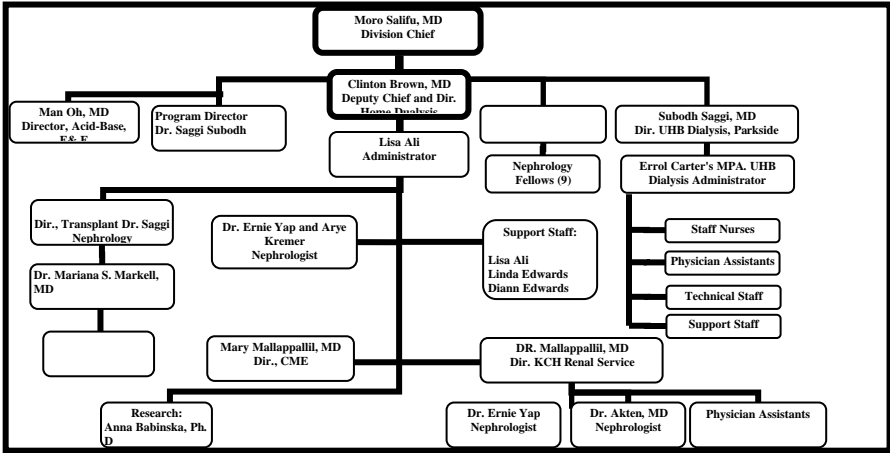 Moro Salifu, MD
Division Chief
Clinton Brown, MD
Deputy Chief and Dir.
Home Dualysis
Man Oh, MD
Director, Acid-Base,
F& F
Program Director
Dr. Saggi Subodh
Subodh Saggi, MD
Dir. UHB Dialysis, Parkside
Lisa Ali
Administrator
Nephrology
Fellows (9)
Errol Carter's MPA. UHB
Dialysis Administrator
Dir., Transplant Dr. Saggi
Nephrology
Dr. Ernie Yap and Arye
Kremer
Nephrologist
Support Staff:
Lisa Ali
Linda Edwards
Diann Edwards
Staff Nurses
Physician Assistants
Technical Staff
Support Staff
Dr. Mariana S. Markell,
MD
Mary Mallappallil, MD
Dir., CME
DR. Mallappallil, MD
Dir. KCH Renal Service
Research:
Anna Babinska, Ph.
D
Dr. Ernie Yap
Nephrologist
Dr. Akten, MD
Nephrologist
Physician Assistants